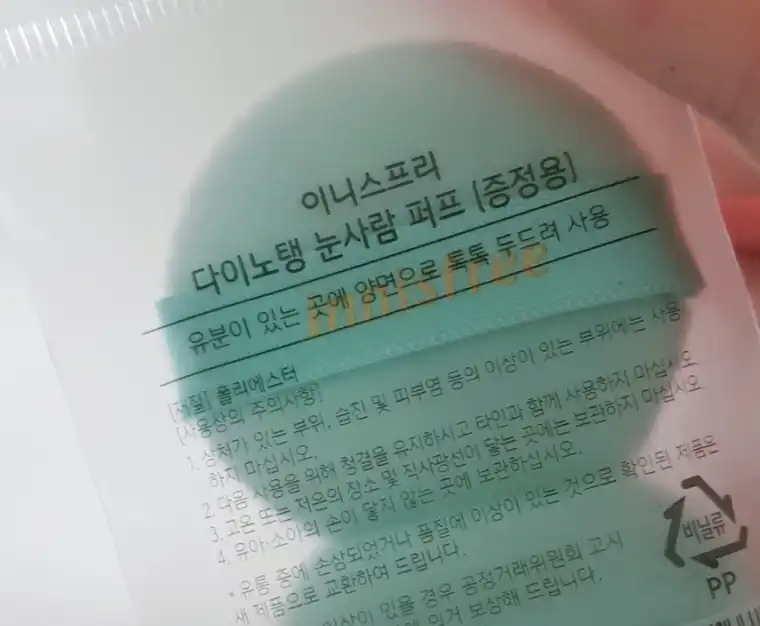 이니스프리
다이노탱 눈사람 퍼프 (증정용)
유분이 있는 곳에 양면으로 톡톡 두드려 사용
innisfree
[재질] 폴리에스터
[사용상의 주의사항]
1. 상처가 있는 부위, 습진 및 피부염 등의 이상이 있는 부위에는 사용
하지 마십시오.
2. 다음 사용을 위해 청결을 유지하시고 타인과 함께 사용하지 마십시오.
3. 고온 또는 저온의 장소 및 직사광선이 닿는 곳에는 보관하지 마십시오.
4. 유아·소아의 손이 닿지 않는 곳에 보관하십시오.
* 유통 중에 손상되었거나 품질에 이상이 있는 것으로 확인된 제품은
새 제품으로 교환하여 드립니다.
이상이 있을 경우 공정거래위원회 고시
의거 보상해 드립니다.
비닐류
PP